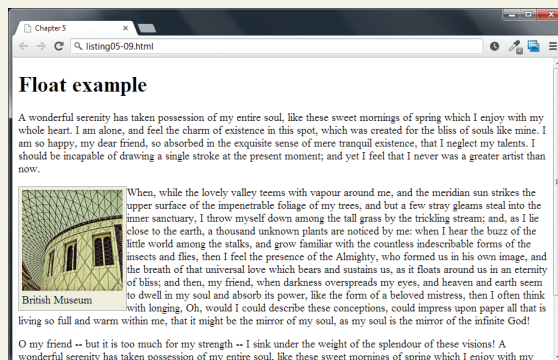 Chapter 5
listing05-09.html
Float example
A wonderful serenity has taken possession of my entire soul, like these sweet mornings of spring which I enjoy with my
whole heart. I am alone, and feel the charm of existence in this spot, which was created for the bliss of souls like mine. I
am so happy, my dear friend, so absorbed in the exquisite sense of mere tranquil existence, that I neglect my talents. I
should be incapable of drawing a single stroke at the present moment; and yet I feel that I never was a greater artist than
now.
When, while the lovely valley teems with vapour around me, and the meridian sun strikes the
upper surface of the impenetrable foliage of my trees, and but a few stray gleams steal into the
inner sanctuary, I throw myself down among the tall grass by the trickling stream; and, as I lie
close to the earth, a thousand unknown plants are noticed by me: when I hear the buzz of the
little world among the stalks, and grow familiar with the countless indescribable forms of the
insects and flies, then I feel the presence of the Almighty, who formed us in his own image, and
the breath of that universal love which bears and sustains us, as it floats around us in an eternity
of bliss; and then, my friend, when darkness overspreads my eyes, and heaven and earth seem
to dwell in my soul and absorb its power, like the form of a beloved mistress, then I often think
British Museum
with longing, Oh, would I could describe these conceptions, could impress upon paper all that is
living so full and warm within me, that it might be the mirror of my soul, as my soul is the mirror of the infinite God!
O my friend -- but it is too much for my strength -- I sink under the weight of the splendour of these visions! A
wonderful serenity has taken possession of my entire soul, like these sweet mornings of spring which I enjoy with my